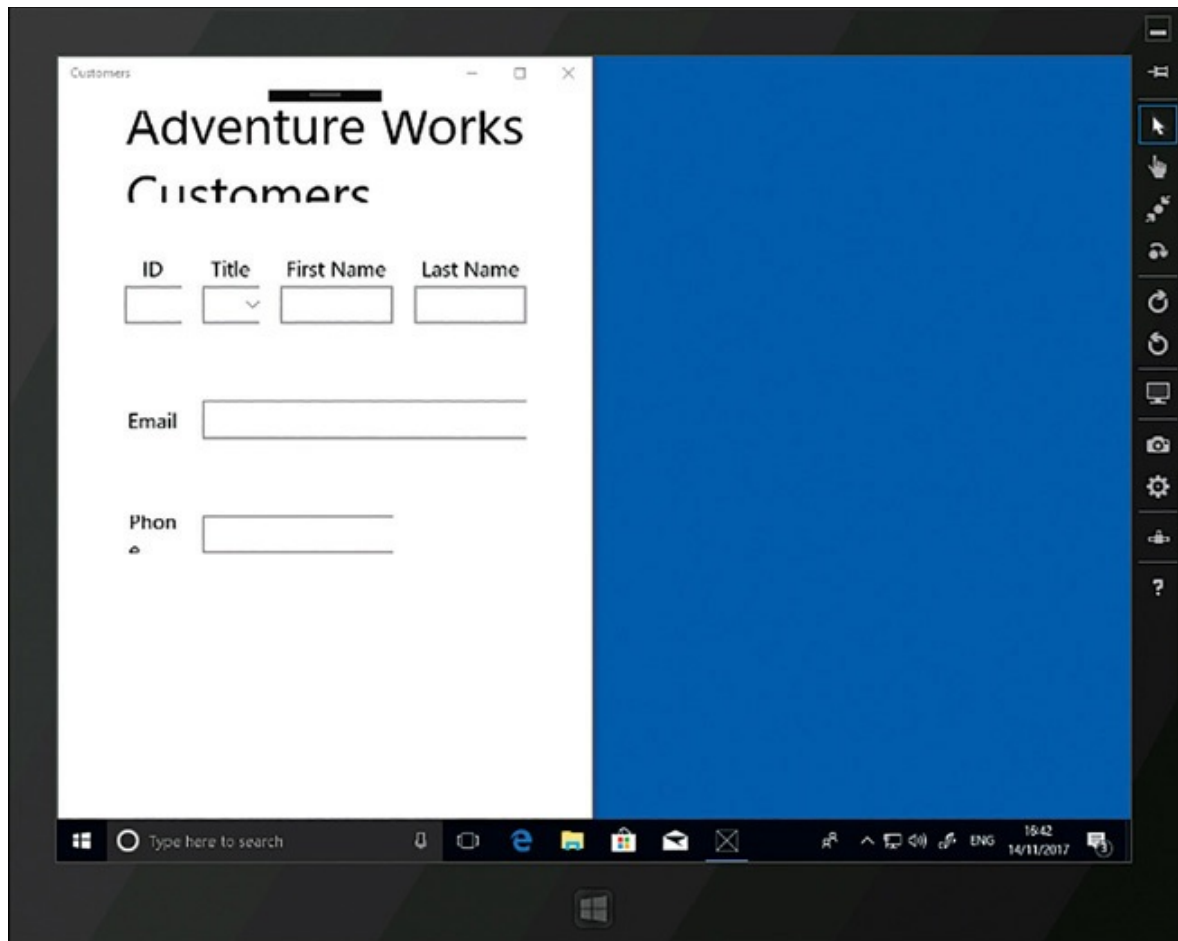 Customers
Adventure Works
Customers
ID Title First Name Last Name
Email
Phon
e
Type here to search
ENG
16:42
14/11/2017
3
?